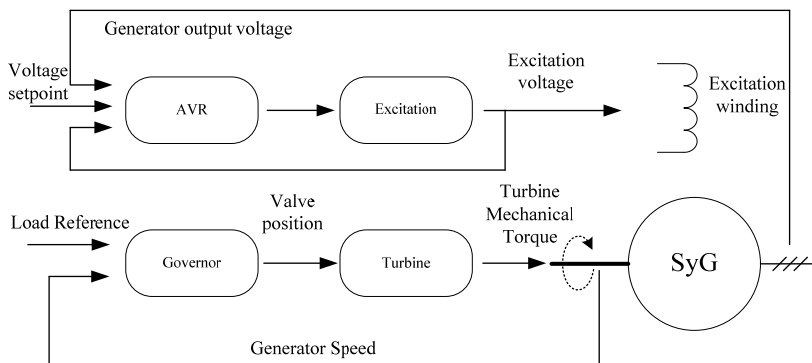 Generator output voltage
Voltage
setpoint
AVR
Excitation
Excitation
voltage
Excitation
winding
Load Reference
Governor
Valve
position
Turbine
Turbine
Mechanical
Torque
SyG
Generator Speed